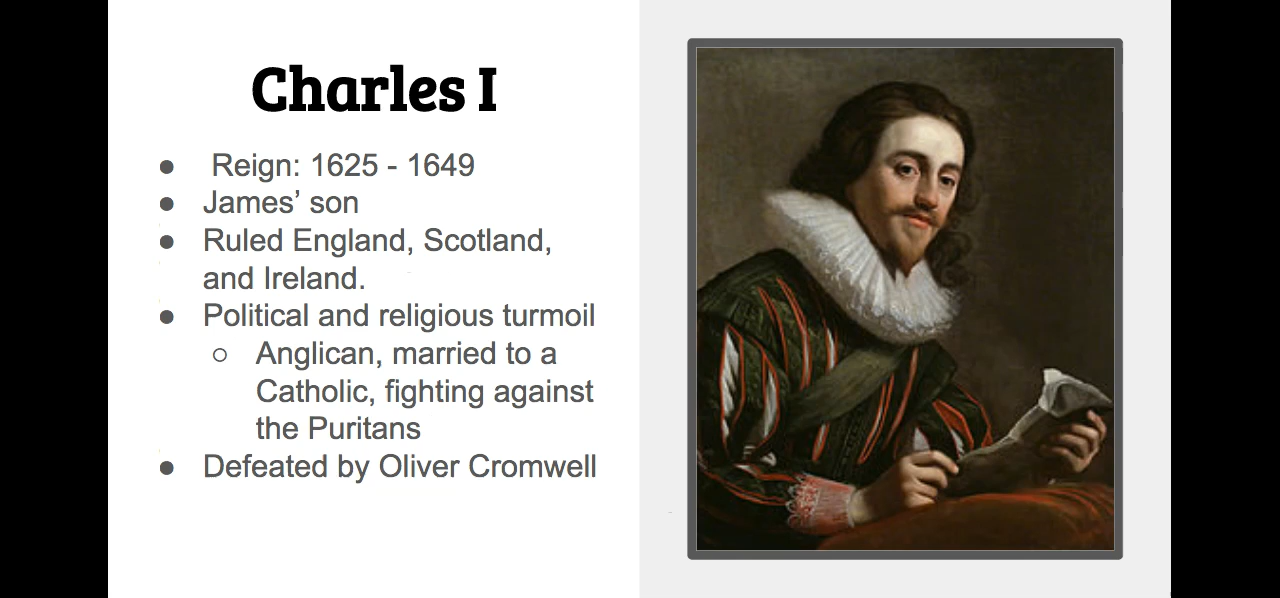 Charles I
● Reign: 1625 - 1649
● James’ son
● Ruled England, Scotland,
and Ireland.
● Political and religious turmoil
○ Anglican, married to a
Catholic, fighting against
the Puritans
● Defeated by Oliver Cromwell